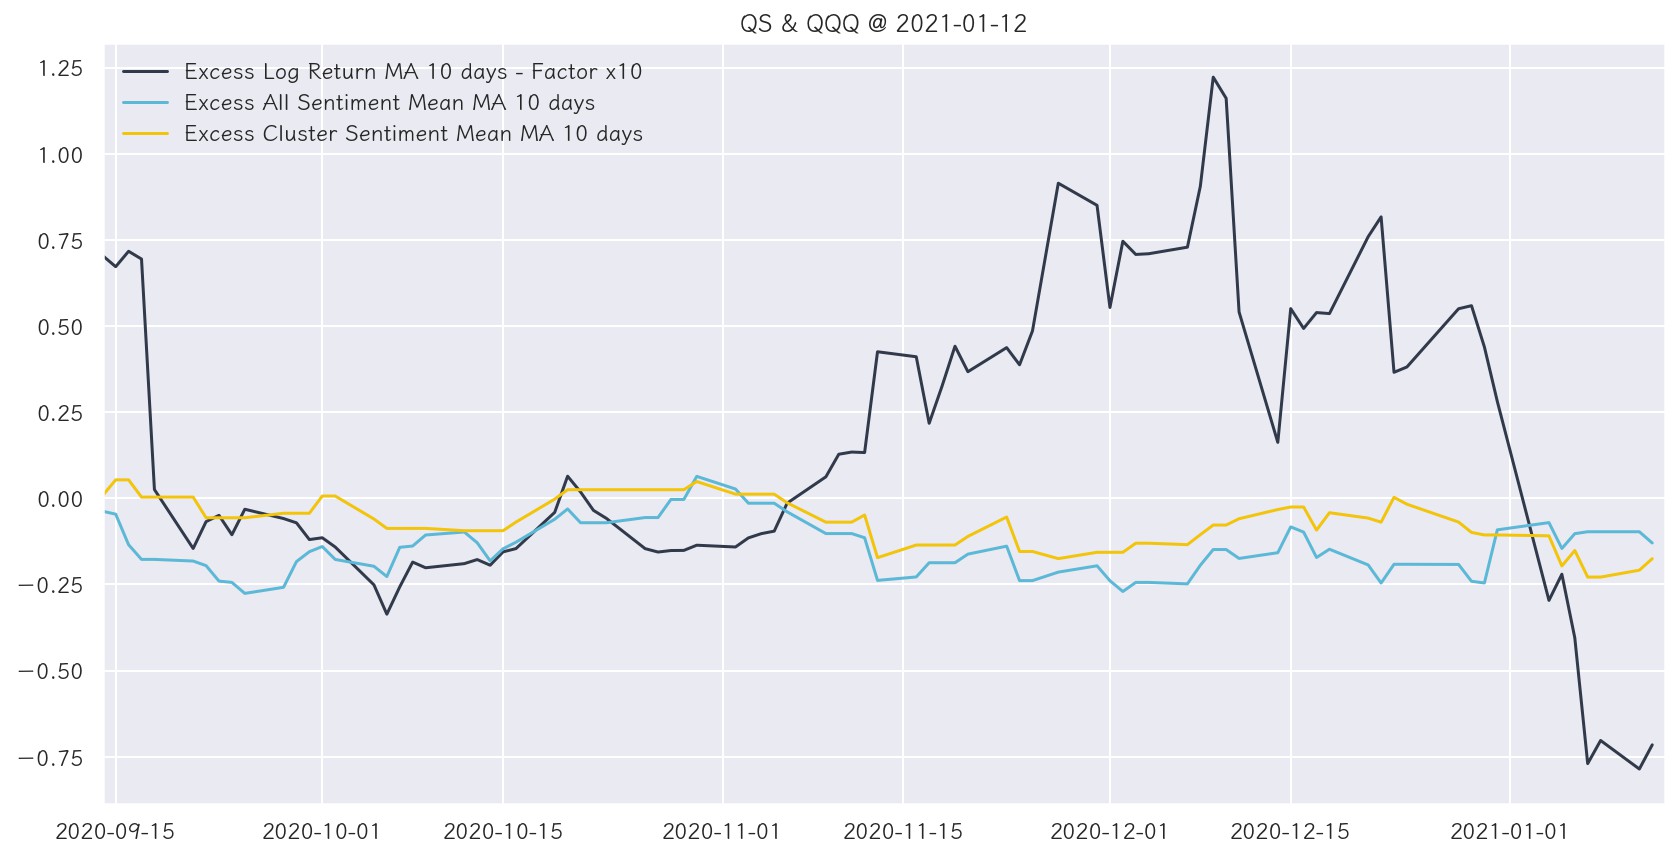 QS & QQQ @ 2021-01-12
Excess Log Return MA 10 days - Factor x10
Excess All Sentiment Mean MA 10 days
Excess Cluster Sentiment Mean MA 10 days
1.25
1.00
0.75
0.50
0.25
0.00
−0.25
−0.50
−0.75
2020-09-15 2020-10-01 2020-10-15 2020-11-01 2020-11-15 2020-12-01 2020-12-15 2021-01-01